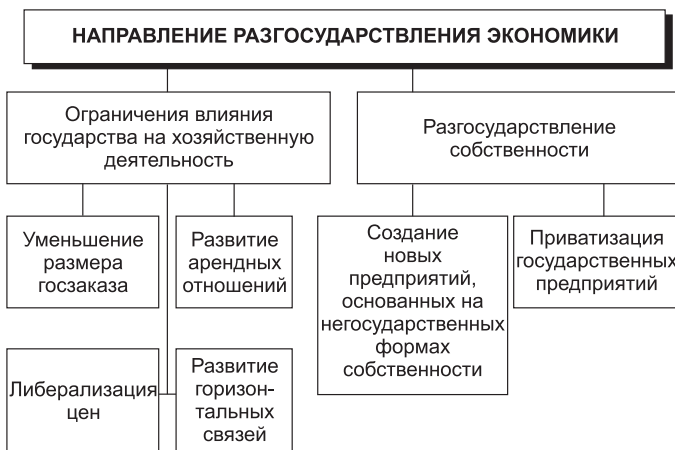 НАПРАВЛЕНИЕ РАЗГОСУДАРСТВЛЕНИЯ ЭКОНОМИКИ
Ограничения влияния
государства на хозяйственную
деятельность
Разгосударствление
собственности
Уменьшение
размера
госзаказа
Развитие
арендных
отношений
Создание
новых
предприятий,
основанных на
негосударственных
формах
собственности
Приватизация
государственных
предприятий
Либерализация
цен
Развитие
горизон-
тальных
связей